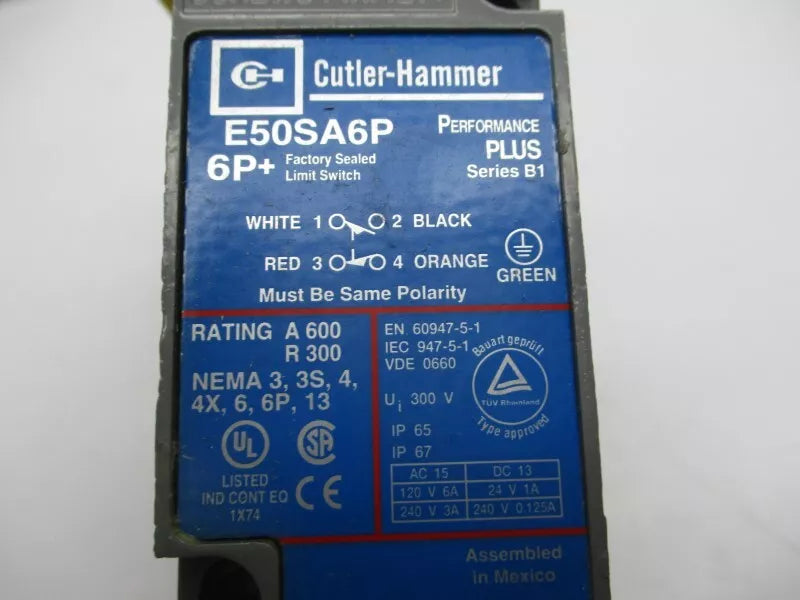 Cutler-Hammer
E50SA6P
PERFORMANCE
PLUS
Series B1
6P+
Factory Sealed
Limit Switch
WHITE 1 2 BLACK
RED 3 4 ORANGE
GREEN
Must Be Same Polarity
RATING A 600
R 300
NEMA 3, 3S, 4,
4X, 6, 6P, 13
UL
SA
LISTED
IND CONT EQ
1X74
CE
EN 60947-5-1
IEC 947-5-1
VDE 0660
Ui 300 V
IP 65
IP 67
Bauart geprüft
TÜV Rheinland
Type approved
AC 15 DC 13
120 V 6A 24 V 1A
240 V 3A 240 V 0.125A
Assembled
in Mexico